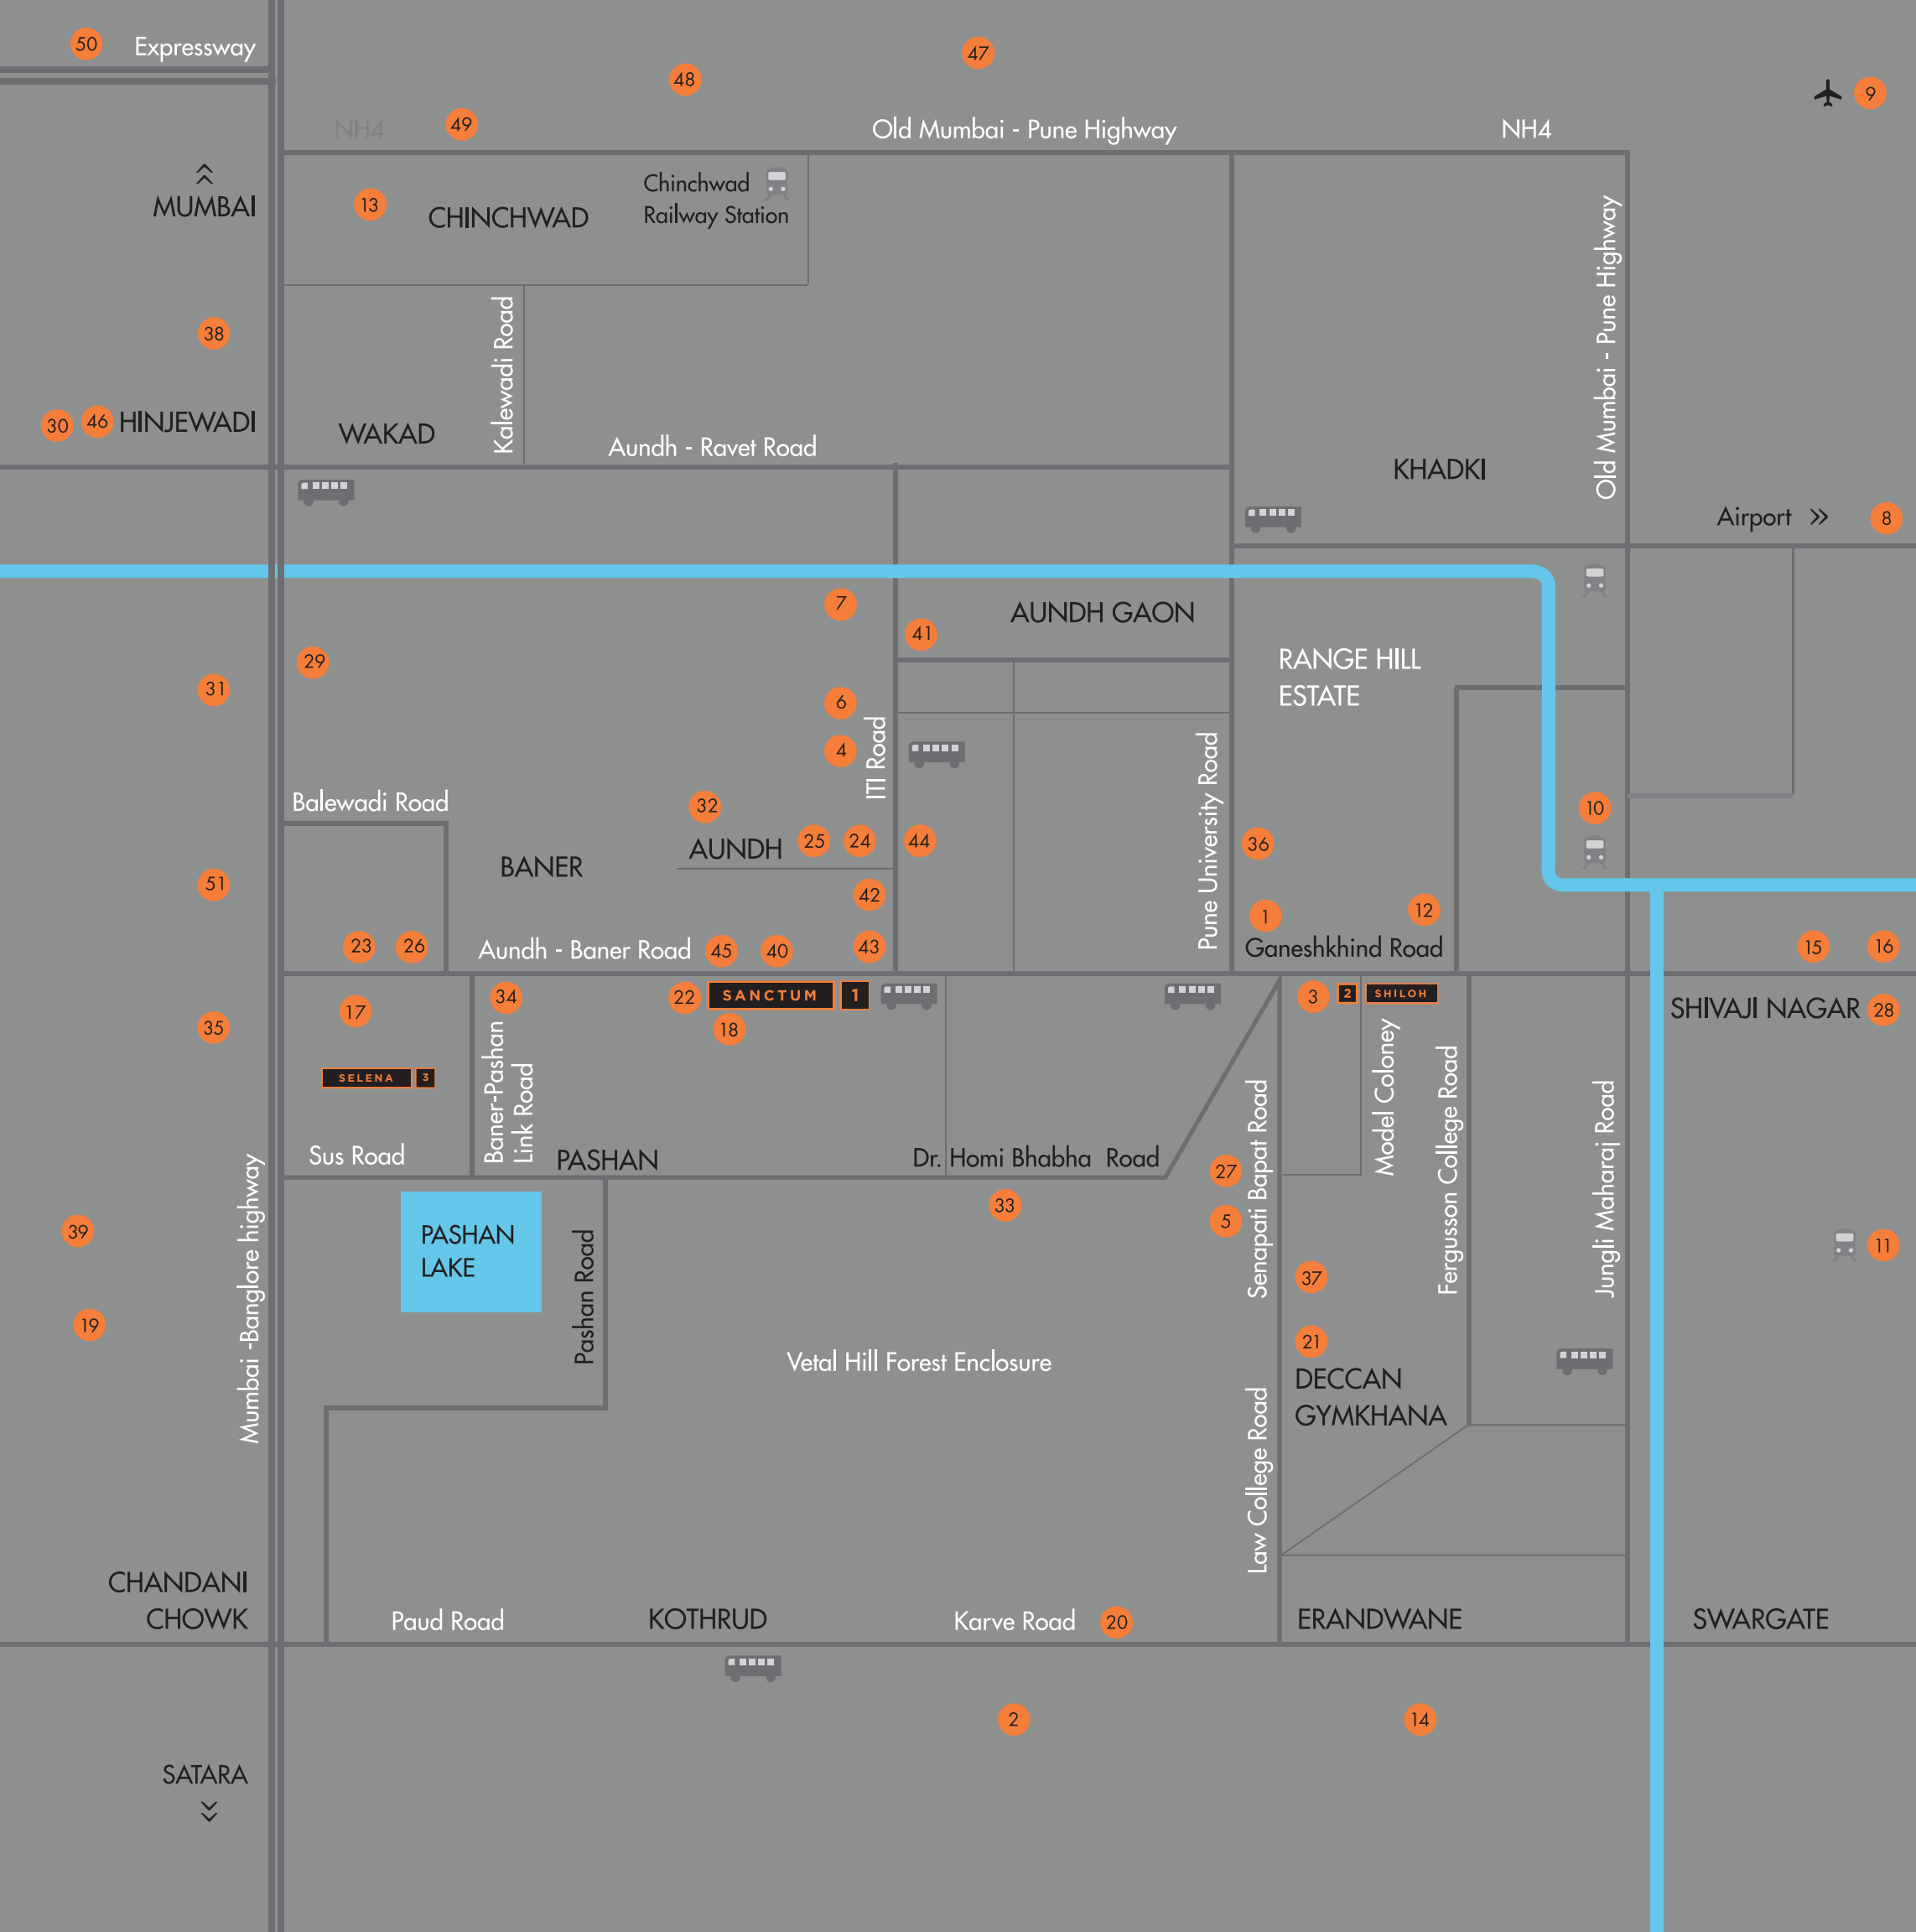 50
Expressway
47
48
9
49
NH4
Old Mumbai - Pune Highway
NH4
MUMBAI
13
CHINCHWAD
Chinchwad
Railway Station
Old Mumbai - Pune Highway
38
Kalewadi Road
30
46
HINJEWADI
WAKAD
Aundh - Ravet Road
KHADKI
Airport
8
7
41
AUNDH GAON
29
31
RANGE HILL
ESTATE
6
4
ITI Road
Pune University Road
Balewadi Road
32
10
AUNDH
25
24
44
36
BANER
51
42
1
12
23
26
Aundh - Baner Road
45
40
43
Ganeshkhind Road
15
16
17
34
22
SANCTUM
1
3
2
SHILOH
SHIVAJI NAGAR
28
35
18
Baner-Pashan
Link Road
SELENA
3
Model Coloney
Fergusson College Road
Jungli Maharaj Road
Senapati Bapat Road
Sus Road
PASHAN
Dr. Homi Bhabha Road
27
33
5
39
Mumbai -Banglore highway
PASHAN
LAKE
Pashan Road
11
37
19
21
Vetal Hill Forest Enclosure
DECCAN
GYMKHANA
Law College Road
CHANDANI
CHOWK
Paud Road
KOTHRUD
Karve Road
20
ERANDWANE
SWARGATE
2
14
SATARA